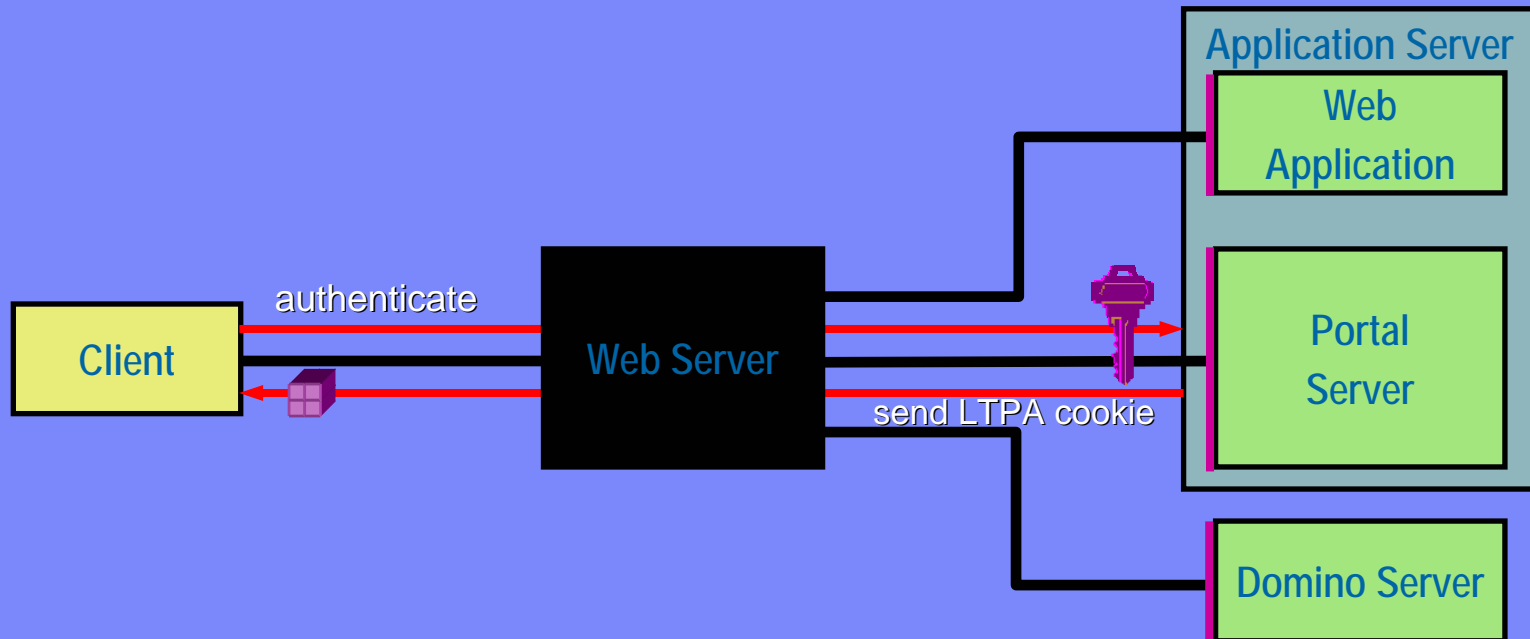 Application Server
Web
Application
authenticate
Client
Web Server
Portal
Server
send LTPA cookie
Domino Server